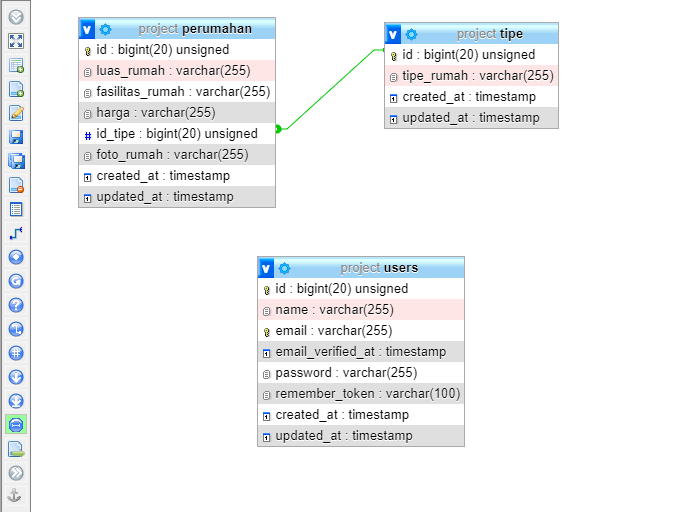 v project perumahan
id : bigint(20) unsigned
luas_rumah : varchar(255)
fasilitas_rumah : varchar(255)
harga : varchar(255)
# id_tipe : bigint(20) unsigned
foto_rumah : varchar(255)
created_at : timestamp
updated_at : timestamp
v project tipe
id : bigint(20) unsigned
tipe_rumah : varchar(255)
created_at : timestamp
updated_at : timestamp
v project users
id : bigint(20) unsigned
name : varchar(255)
email : varchar(255)
email_verified_at : timestamp
password : varchar(255)
remember_token : varchar(100)
created_at : timestamp
updated_at : timestamp